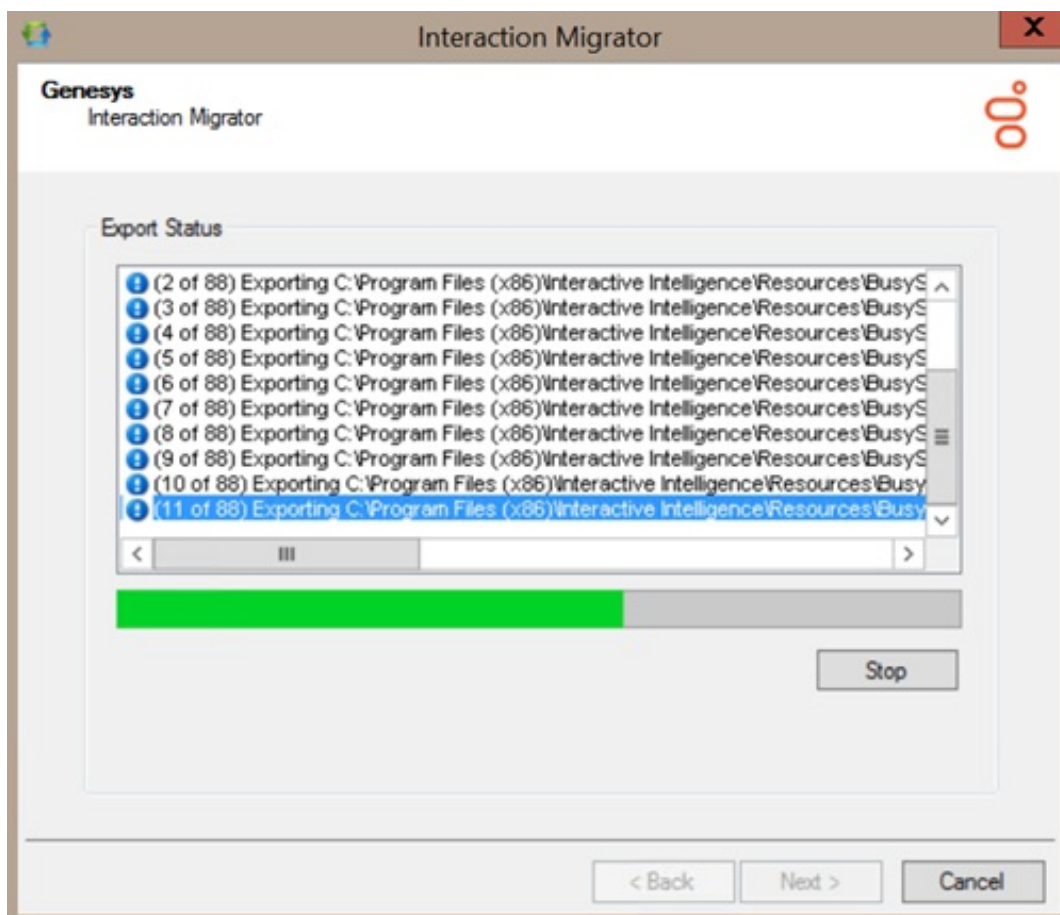 Interaction Migrator
X
Genesys
Interaction Migrator
Export Status
(2 of 88) Exporting C:\Program Files (x86)\Interactive Intelligence\Resources\BusyS
(3 of 88) Exporting C:\Program Files (x86)\Interactive Intelligence\Resources\BusyS
(4 of 88) Exporting C:\Program Files (x86)\Interactive Intelligence\Resources\BusyS
(5 of 88) Exporting C:\Program Files (x86)\Interactive Intelligence\Resources\BusyS
(6 of 88) Exporting C:\Program Files (x86)\Interactive Intelligence\Resources\BusyS
(7 of 88) Exporting C:\Program Files (x86)\Interactive Intelligence\Resources\BusyS
(8 of 88) Exporting C:\Program Files (x86)\Interactive Intelligence\Resources\BusyS
(9 of 88) Exporting C:\Program Files (x86)\Interactive Intelligence\Resources\BusyS
(10 of 88) Exporting C:\Program Files (x86)\Interactive Intelligence\Resources\Busy
(11 of 88) Exporting C:\Program Files (x86)\Interactive Intelligence\Resources\Busy
Stop
< Back Next > Cancel